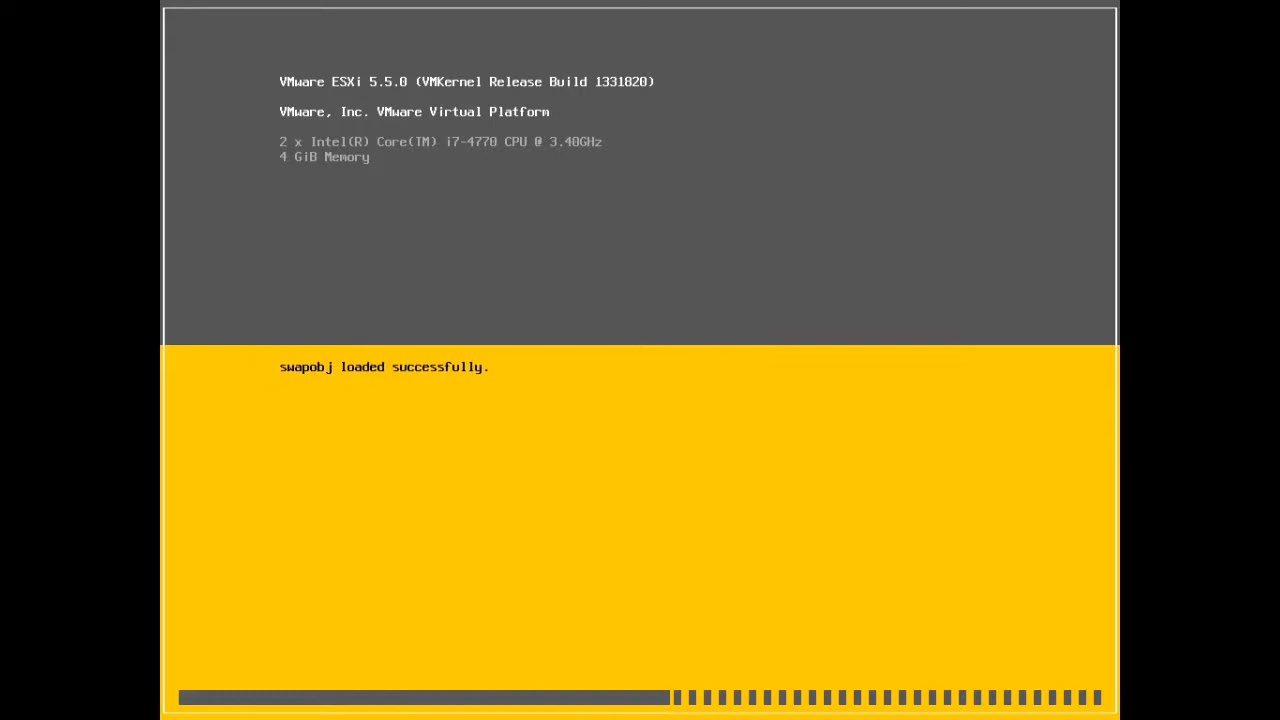 VMware ESXi 5.5.0 (VMKernel Release Build 1331820)
VMware, Inc. VMware Virtual Platform
2 x Intel(R) Core(TM) i7-4770 CPU @ 3.40GHz
4 GiB Memory
swapobj loaded successfully.